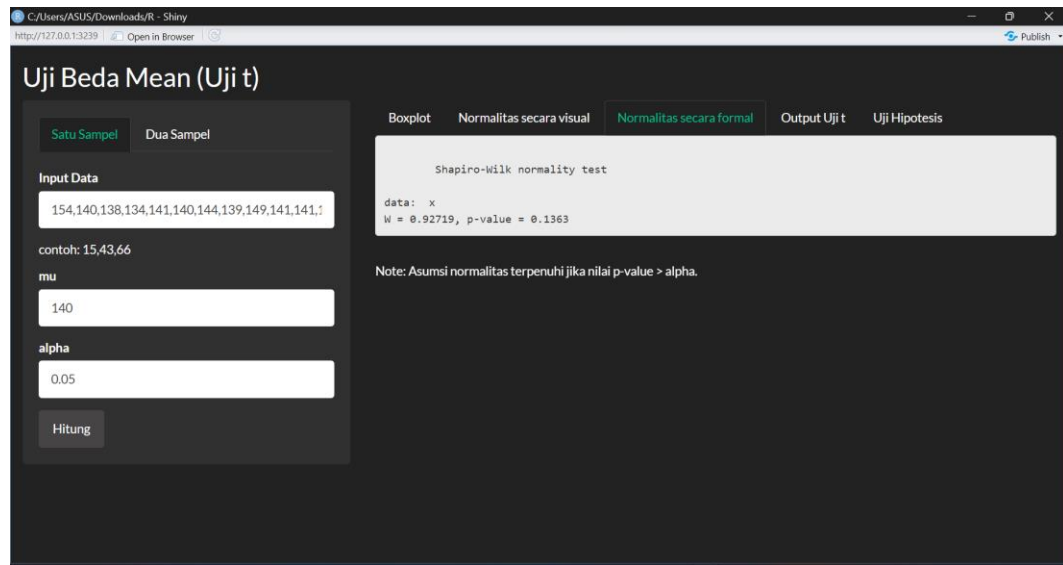 C:/Users/ASUS/Downloads/R - Shiny
http://127.0.0.1:3239 Open in Browser Publish
Uji Beda Mean (Uji t)
Satu Sampel Dua Sampel
Input Data
154,140,138,134,141,140,144,139,149,141,141,1
contoh: 15,43,66
mu
140
alpha
0.05
Hitung
Boxplot Normalitas secara visual Normalitas secara formal Output Uji t Uji Hipotesis
Shapiro-Wilk normality test
data: x
W = 0.92719, p-value = 0.1363
Note: Asumsi normalitas terpenuhi jika nilai p-value > alpha.